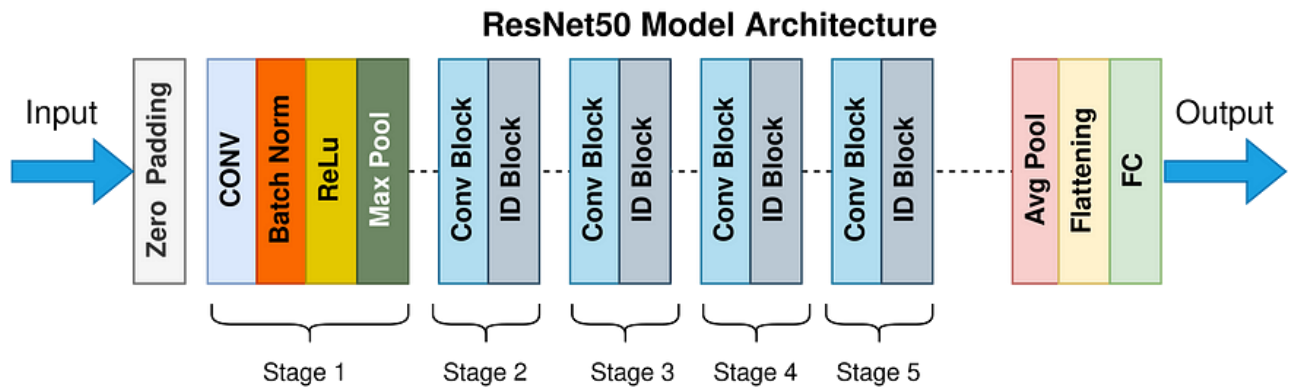 ResNet50 Model Architecture
Input
Zero Padding
CONV
Batch Norm
ReLu
Max Pool
Conv Block
ID Block
Conv Block
ID Block
Conv Block
ID Block
Conv Block
ID Block
Avg Pool
Flattening
FC
Output
Stage 1
Stage 2
Stage 3
Stage 4
Stage 5